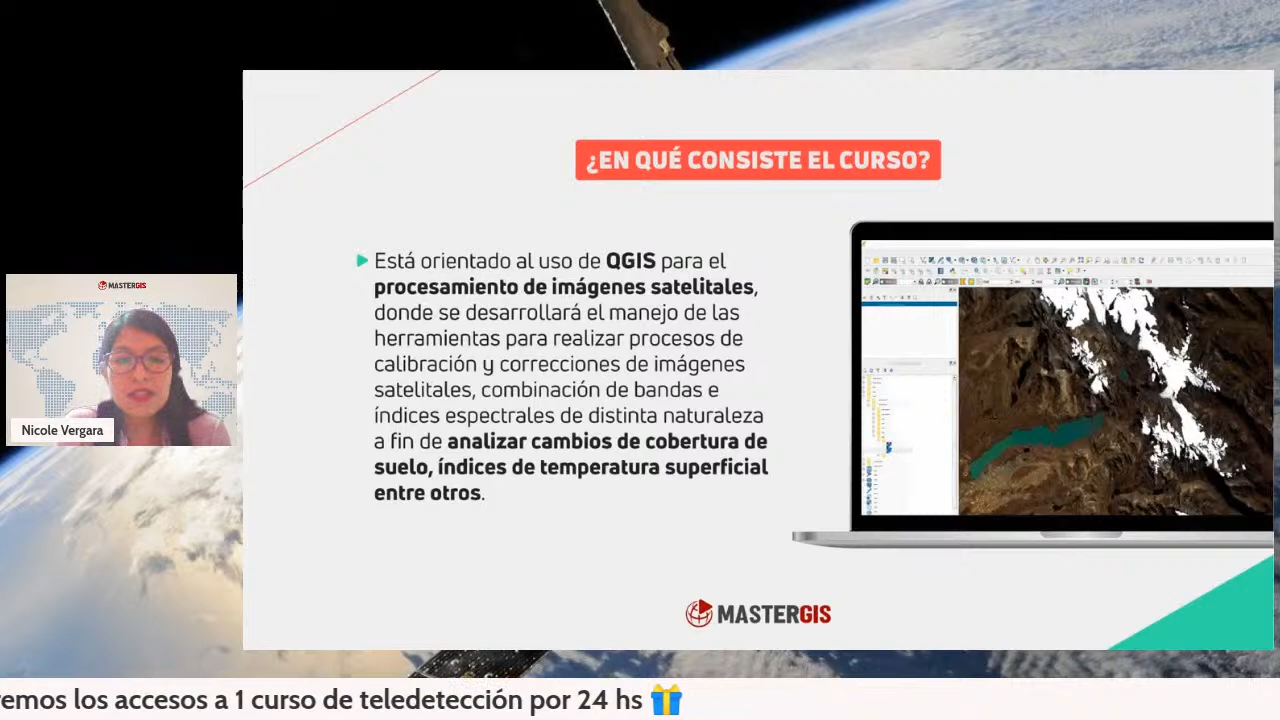 ¿EN QUÉ CONSISTE EL CURSO?
Está orientado al uso de QGIS para el
procesamiento de imágenes satelitales,
donde se desarrollará el manejo de las
herramientas para realizar procesos de
calibración y correcciones de imágenes
satelitales, combinación de bandas e
índices espectrales de distinta naturaleza
a fin de analizar cambios de cobertura de
suelo, índices de temperatura superficial
entre otros.
MASTERGIS
Nicole Vergara
MASTERGIS
los accesos a 1 curso de teledetección por 24 hs 🎁